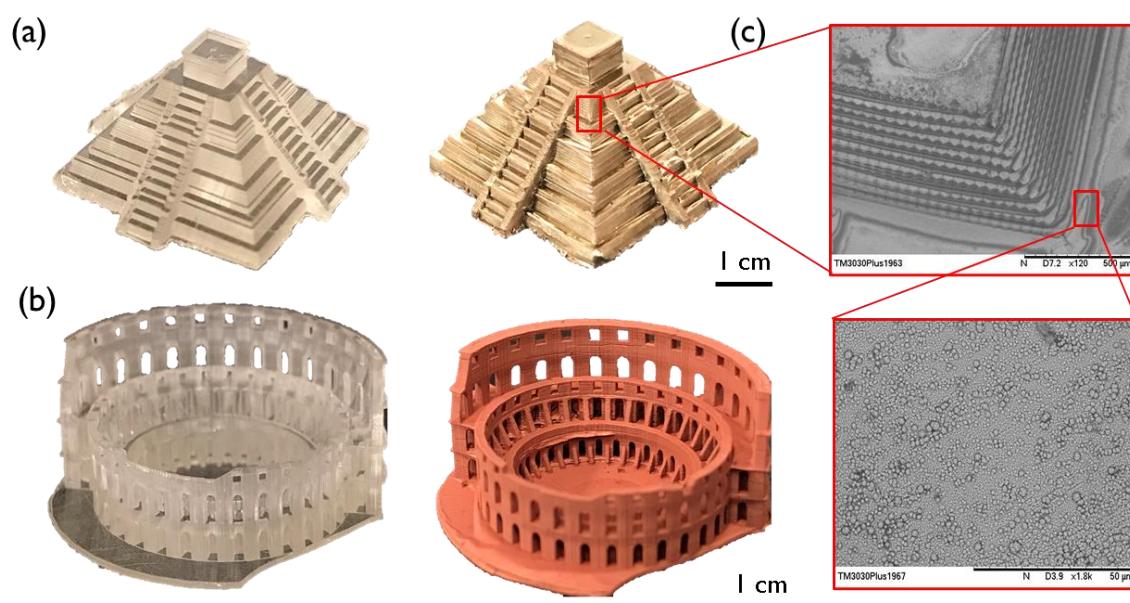 (a)
(c)
TM3030Plus1963
N D7.2 x120 500 µm
1 cm
(b)
TM3030Plus1967
N D3.9 x1.8k 50 µm
1 cm